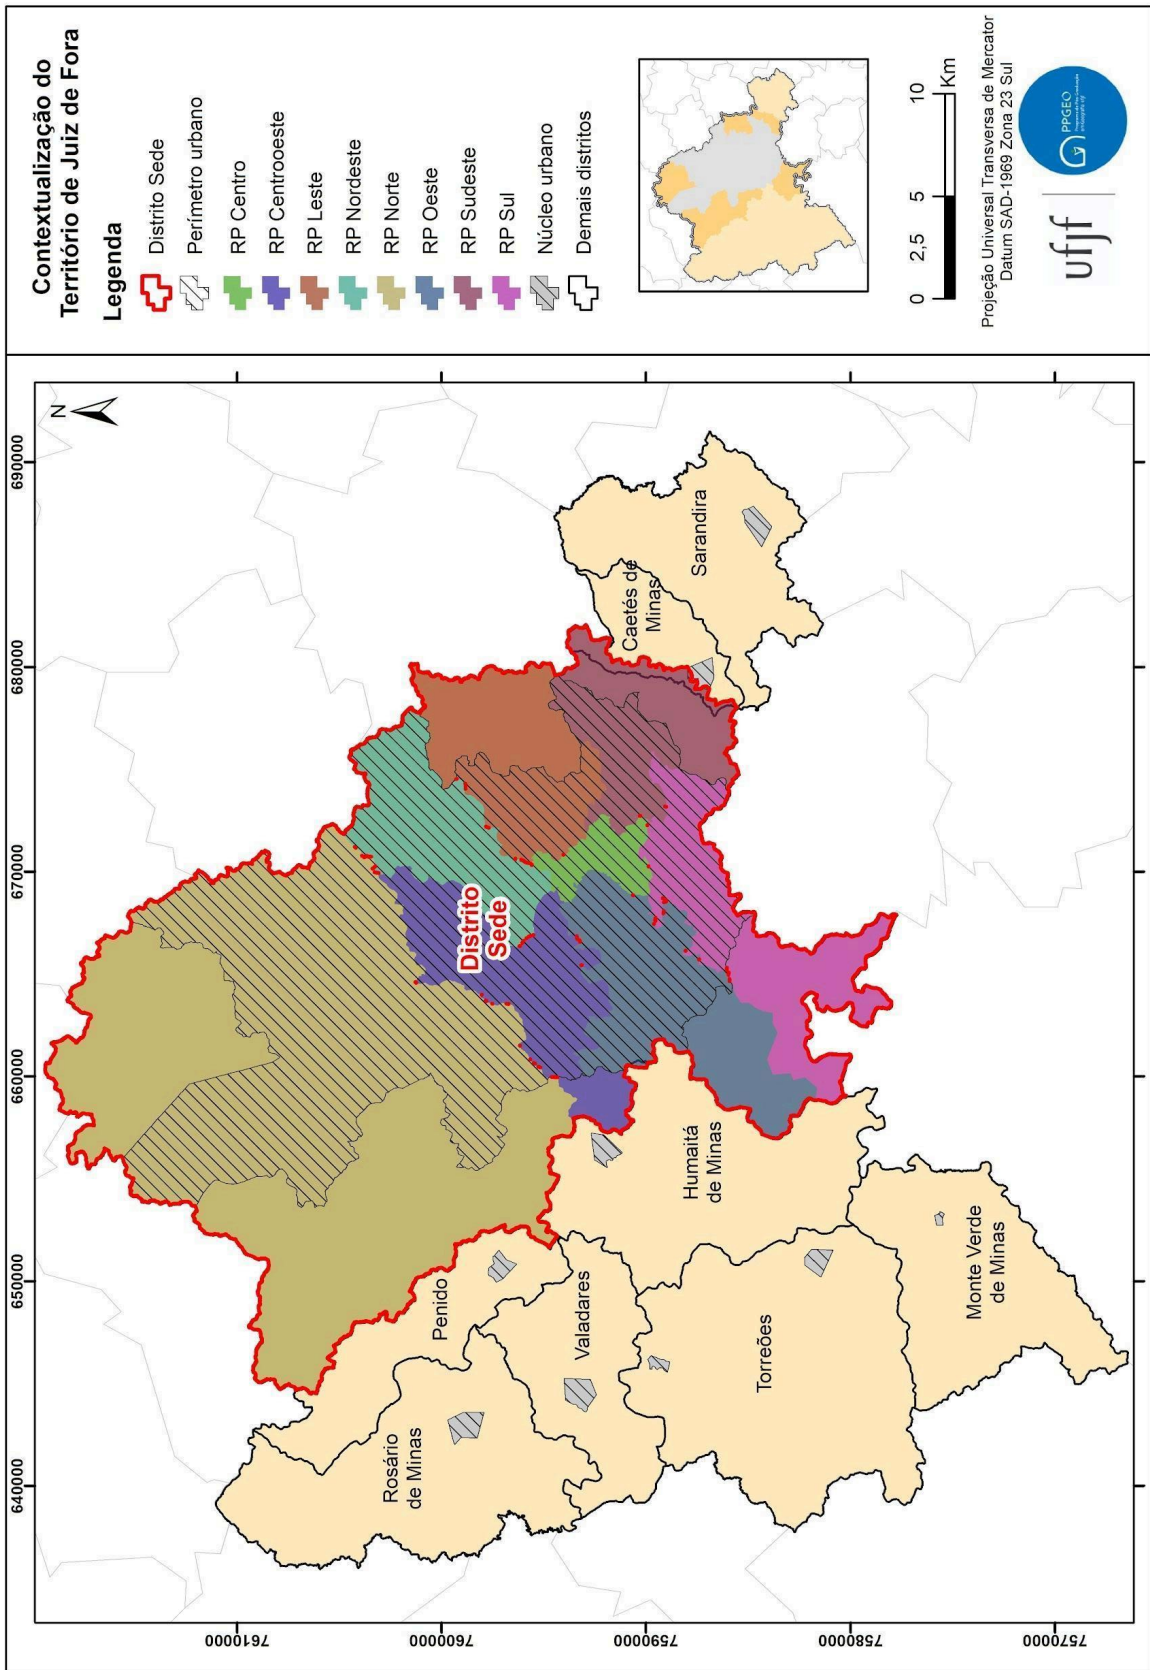 Contextualização do
Território de Juiz de Fora
Legenda
Distrito Sede
Perímetro urbano
RP Centro
RP Centrooeste
RP Leste
RP Nordeste
RP Norte
RP Oeste
RP Sudeste
RP Sul
Núcleo urbano
Demais distritos
0 2,5 5 10
Km
Projeção Universal Transversa de Mercator
Datum SAD-1969 Zona 23 Sul
ufjf
PPGEO
N
640000 650000 660000 670000 680000 690000
7610000
7600000
7590000
7580000
7570000
Distrito
Sede
Rosário
de Minas
Penido
Valadares
Torreões
Humaitá
de Minas
Monte Verde
de Minas
Caetés de
Minas
Sarandira